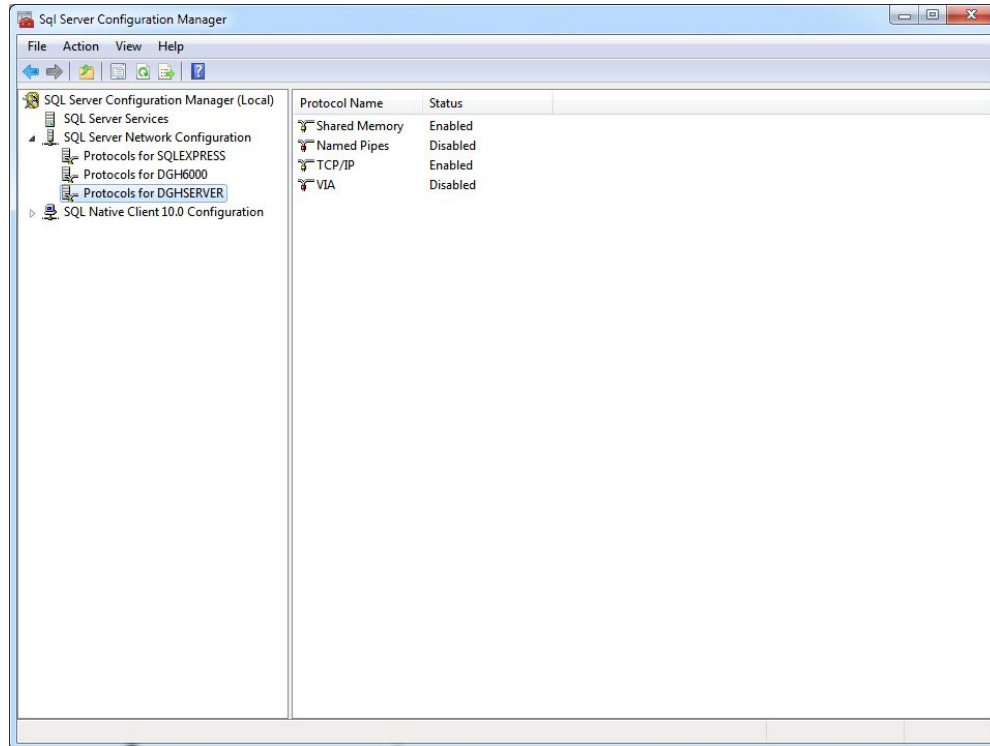 Sql Server Configuration Manager
File Action View Help
SQL Server Configuration Manager (Local)
SQL Server Services
SQL Server Network Configuration
Protocols for SQLEXPRESS
Protocols for DGH6000
Protocols for DGHSERVER
SQL Native Client 10.0 Configuration
Protocol Name Status
Shared Memory Enabled
Named Pipes Disabled
TCP/IP Enabled
VIA Disabled